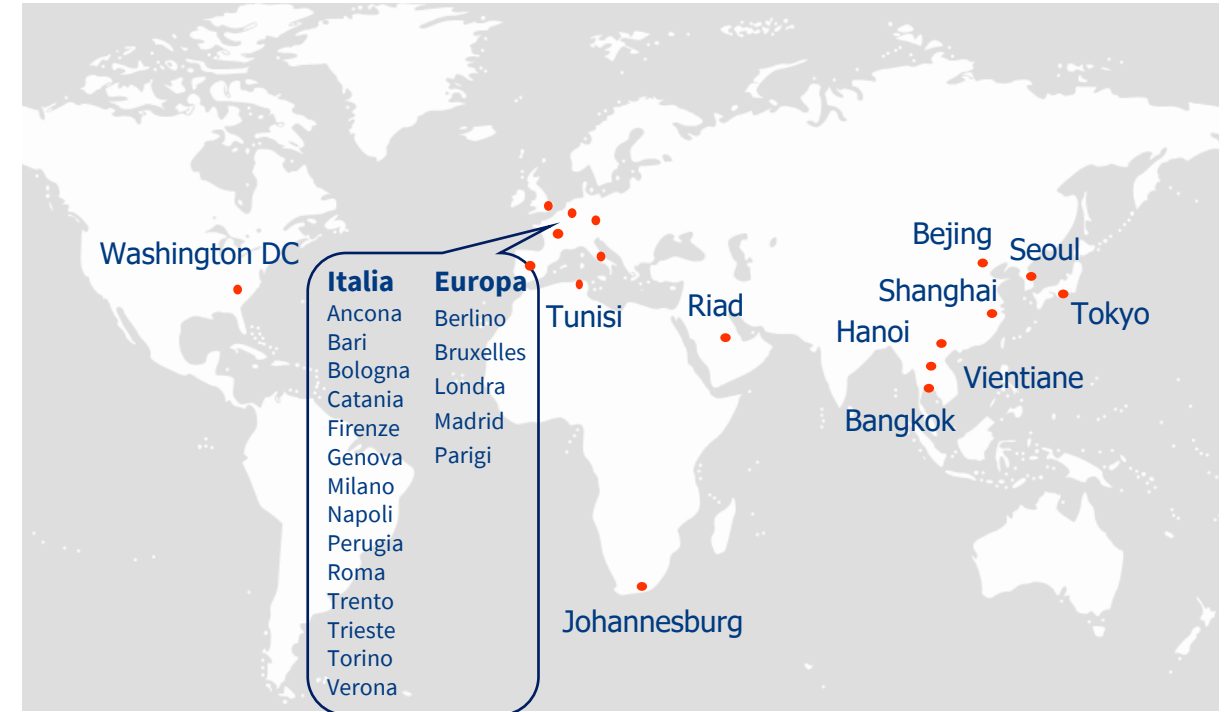 Washington DC
Italia
Ancona
Bari
Bologna
Catania
Firenze
Genova
Milano
Napoli
Perugia
Roma
Trento
Trieste
Torino
Verona
Europa
Berlino
Bruxelles
Londra
Madrid
Parigi
Tunisi
Riad
Johannesburg
Bejing
Seoul
Shanghai
Tokyo
Hanoi
Vientiane
Bangkok